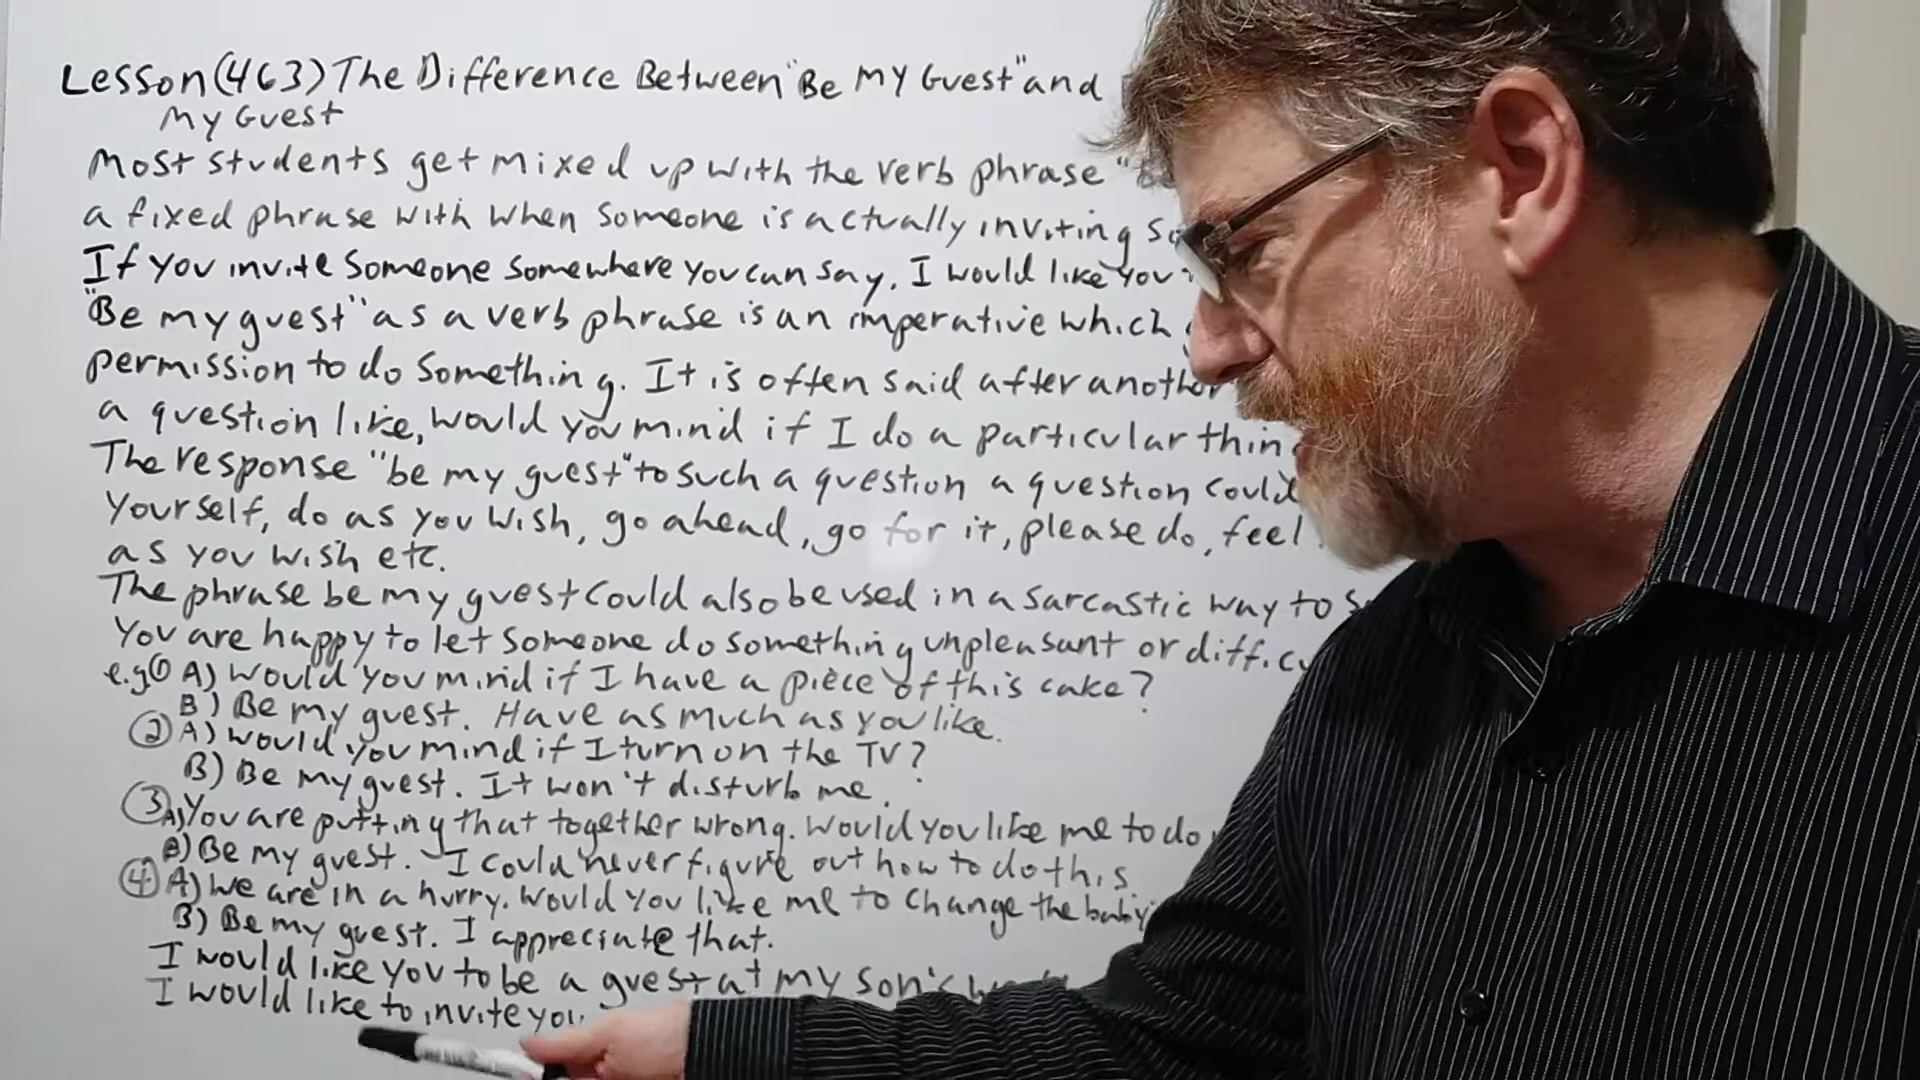 Lesson (463) The Difference Between "Be My Guest" and
My Guest
Most students get mixed up with the verb phrase
a fixed phrase with when someone is actually inviting
If you invite someone somewhere you can say, I would like you
"Be my guest" as a verb phrase is an imperative which
permission to do something. It is often said after
a question like, would you mind if I do a particular
The response "be my guest" to such a question a question could
yourself, do as you wish, go ahead, go for it, please do, feel
as you wish etc.
The phrase be my guest could also be used in a sarcastic way to
you are happy to let someone do something unpleasant or
e.g ① A) Would you mind if I have a piece of this cake?
B) Be my guest. Have as much as you like.
② A) Would you mind if I turn on the TV?
B) Be my guest. It won't disturb me.
③ A) You are putting that together wrong. Would you like me to do
B) Be my guest. I could never figure out how to do this
④ A) We are in a hurry. Would you like me to change the
B) Be my guest. I appreciate that.
I would like you to be a guest at my son's
I would like to invite you